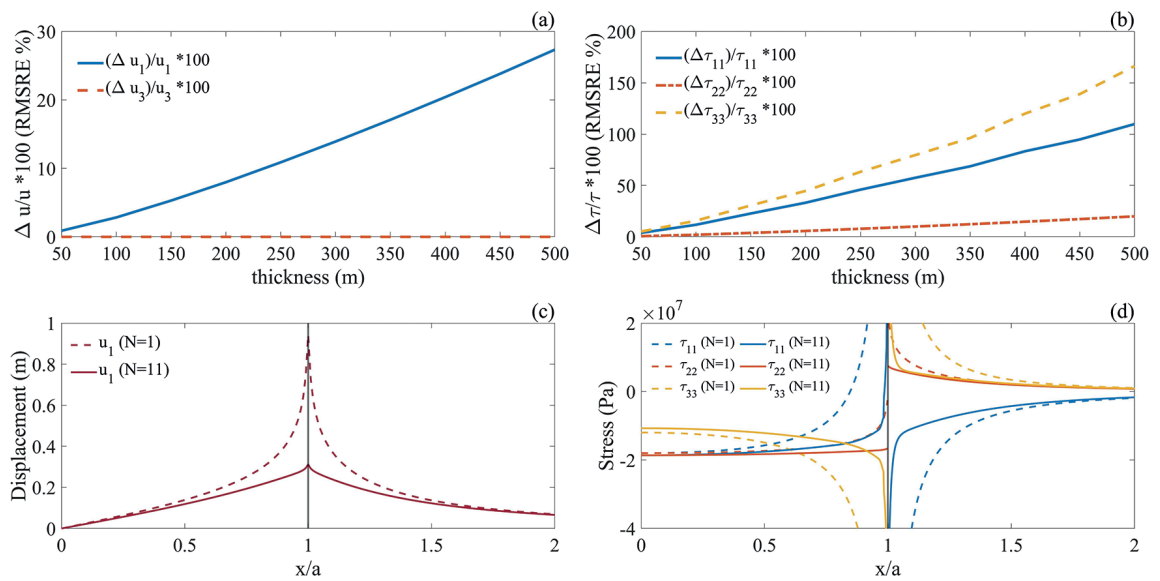 (a)
30
20
10
0
Δ u/u *100 (RMSRE %)
(Δ u₁)/u₁ *100
(Δ u₃)/u₃ *100
50 100 150 200 250 300 350 400 450 500
thickness (m)
(b)
200
150
100
50
0
Δτ/τ *100 (RMSRE %)
(Δτ₁₁)/τ₁₁ *100
(Δτ₂₂)/τ₂₂ *100
(Δτ₃₃)/τ₃₃ *100
50 100 150 200 250 300 350 400 450 500
thickness (m)
(c)
1
0.8
0.6
0.4
0.2
0
Displacement (m)
u₁ (N=1)
u₁ (N=11)
0 0.5 1 1.5 2
x/a
×10⁷
(d)
2
0
-2
-4
Stress (Pa)
τ₁₁ (N=1) τ₁₁ (N=11)
τ₂₂ (N=1) τ₂₂ (N=11)
τ₃₃ (N=1) τ₃₃ (N=11)
0 0.5 1 1.5 2
x/a